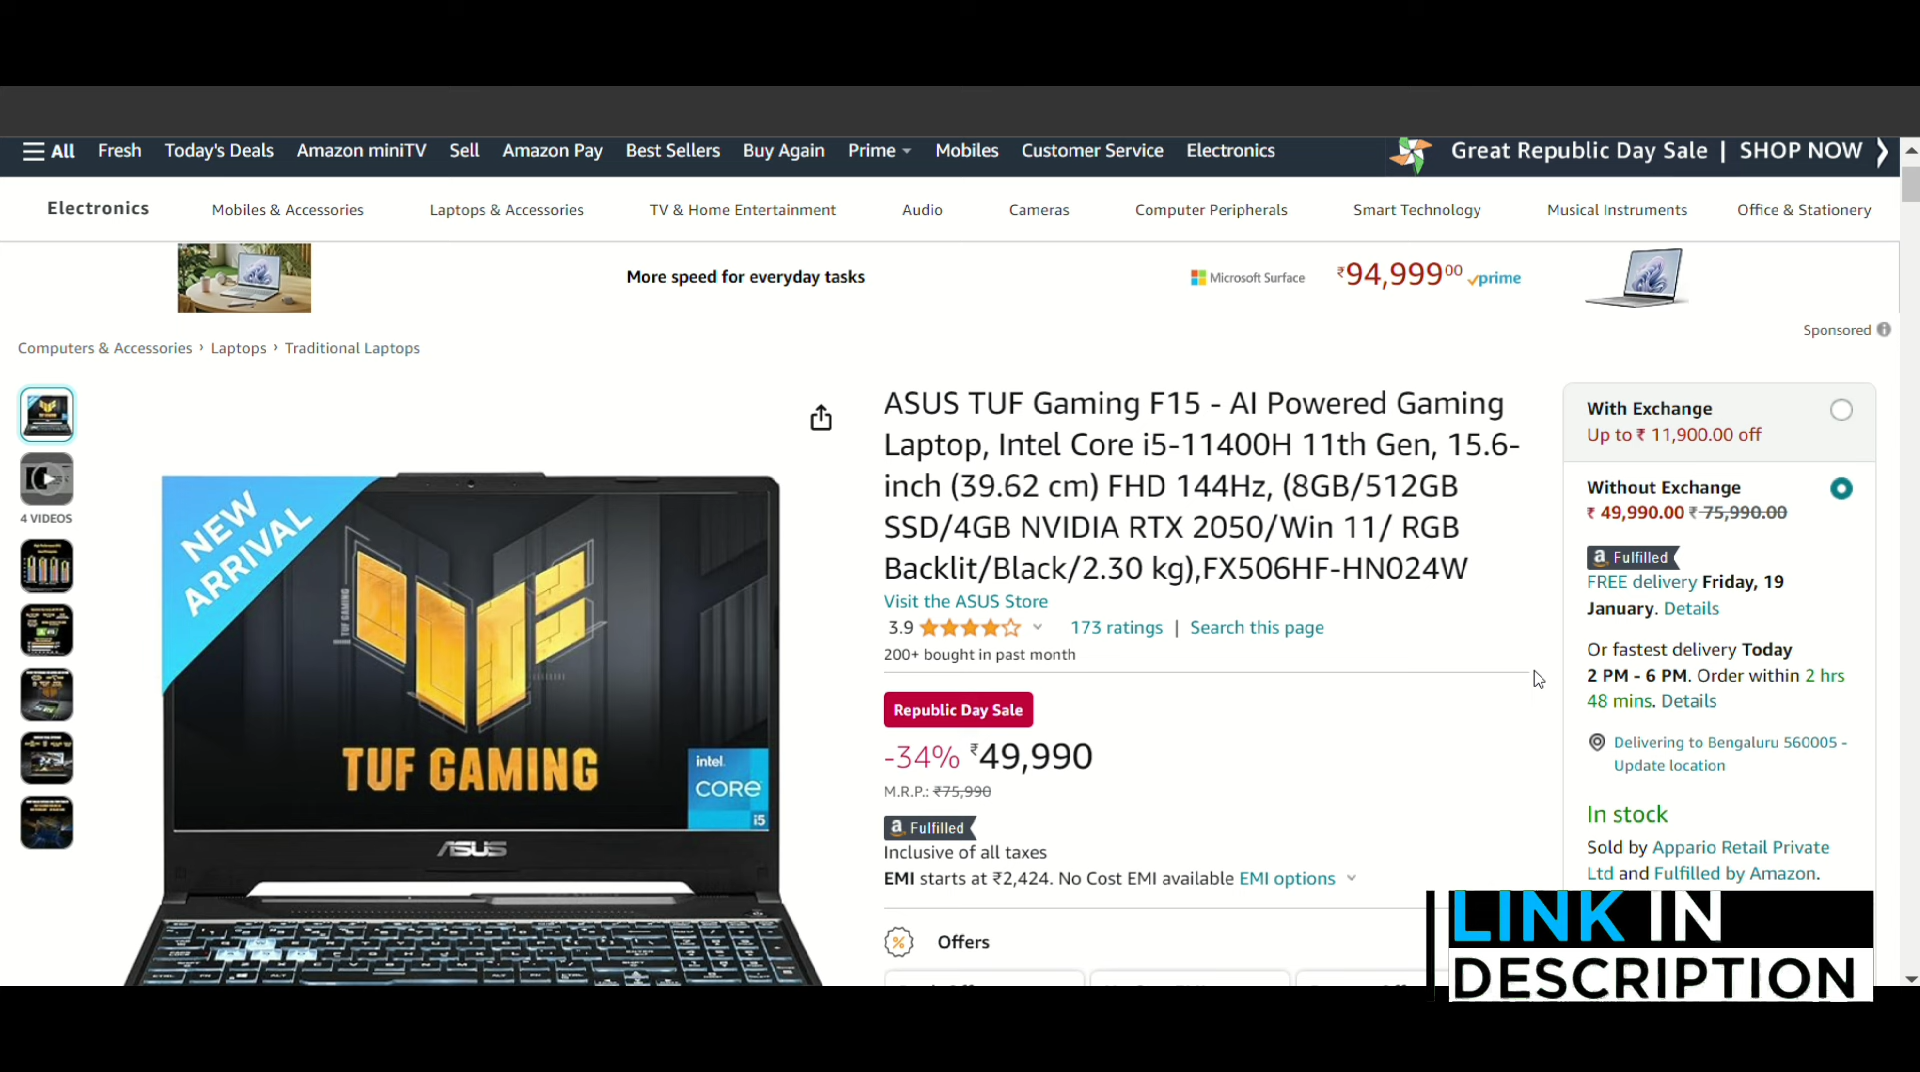 All Fresh Today's Deals Amazon miniTV Sell Amazon Pay Best Sellers Buy Again Prime Mobiles Customer Service Electronics Great Republic Day Sale | SHOP NOW
Electronics Mobiles & Accessories Laptops & Accessories TV & Home Entertainment Audio Cameras Computer Peripherals Smart Technology Musical Instruments Office & Stationery
More speed for everyday tasks Microsoft Surface ₹94,99900 prime
Sponsored
Computers & Accessories › Laptops › Traditional Laptops
4 VIDEOS
NEW
ARRIVAL
TUF GAMING
TUF GAMING
intel.
CORE
i5
ASUS
ASUS TUF Gaming F15 - AI Powered Gaming
Laptop, Intel Core i5-11400H 11th Gen, 15.6-
inch (39.62 cm) FHD 144Hz, (8GB/512GB
SSD/4GB NVIDIA RTX 2050/Win 11/ RGB
Backlit/Black/2.30 kg),FX506HF-HN024W
Visit the ASUS Store
3.9 173 ratings | Search this page
200+ bought in past month
Republic Day Sale
-34% ₹49,990
M.R.P.: ₹75,990
a Fulfilled
Inclusive of all taxes
EMI starts at ₹2,424. No Cost EMI available EMI options
Offers
With Exchange
Up to ₹ 11,900.00 off
Without Exchange
₹ 49,990.00 ₹ 75,990.00
a Fulfilled
FREE delivery Friday, 19
January. Details
Or fastest delivery Today
2 PM - 6 PM. Order within 2 hrs
48 mins. Details
Delivering to Bengaluru 560005 -
Update location
In stock
Sold by Appario Retail Private
Ltd and Fulfilled by Amazon.
LINK IN
DESCRIPTION